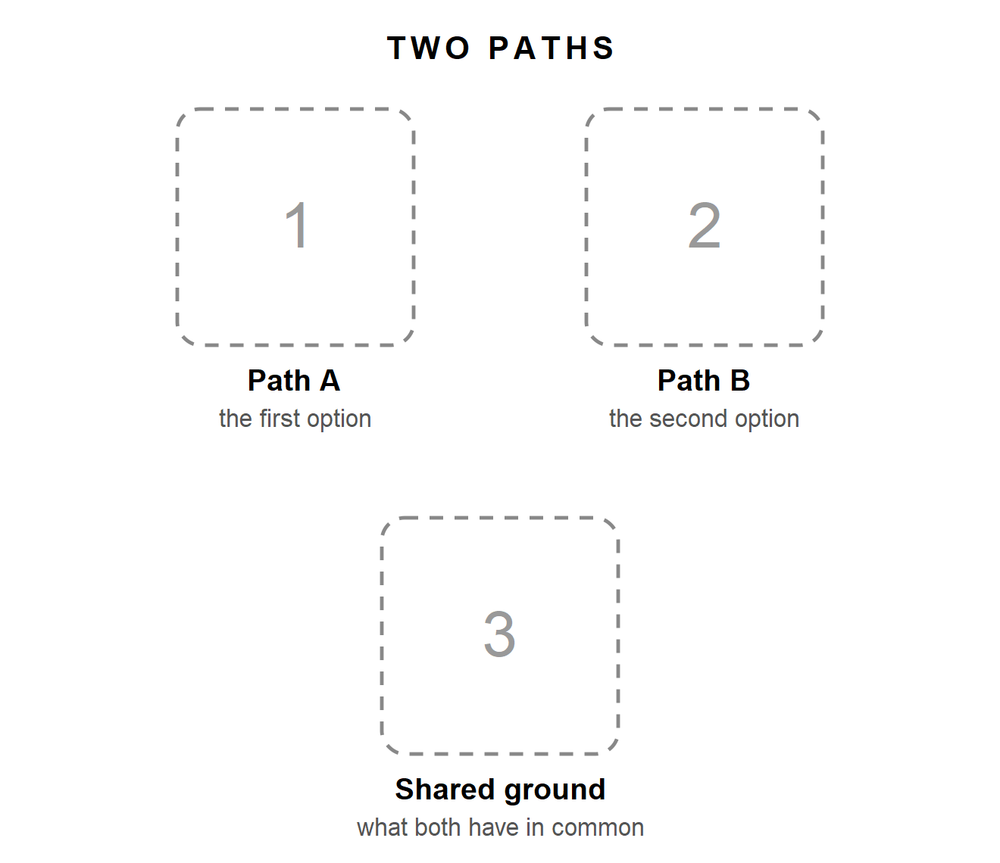 TWO PATHS
1
2
Path A
Path B
the first option
the second option
3
Shared ground
what both have in common